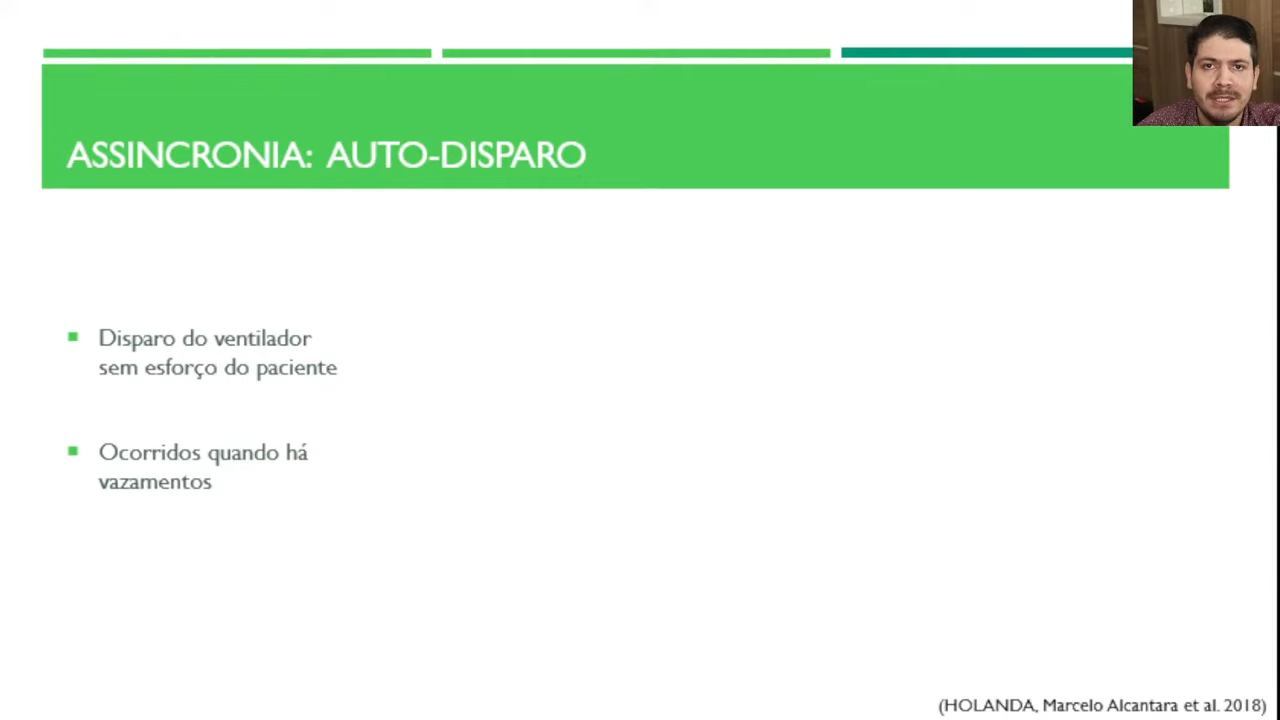 ASSINCRONIA: AUTO-DISPARO
Disparo do ventilador
sem esforço do paciente
Ocorridos quando há
vazamentos
(HOLANDA, Marcelo Alcantara et al. 2018)